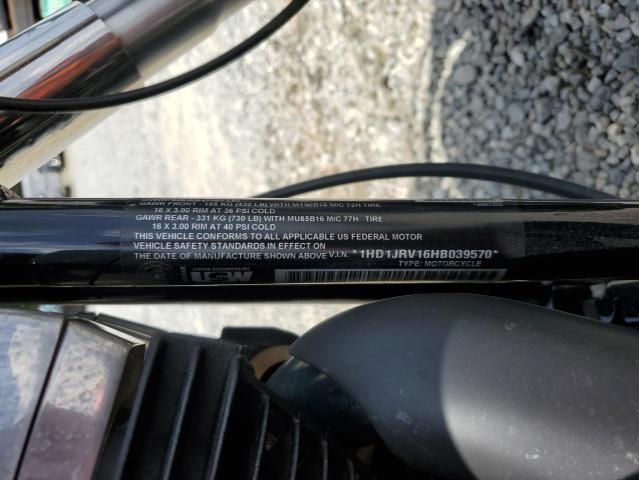 GAWR FRONT - 195 KG (430 LB) WITH MT90B16 M/C 72H TIRE
16 X 3.00 RIM AT 36 PSI COLD
GAWR REAR - 331 KG (730 LB) WITH MU85B16 M/C 77H TIRE
16 X 3.00 RIM AT 40 PSI COLD
THIS VEHICLE CONFORMS TO ALL APPLICABLE US FEDERAL MOTOR
VEHICLE SAFETY STANDARDS IN EFFECT ON
THE DATE OF MANUFACTURE SHOWN ABOVE V.I.N. *1HD1JRV16HB039570*
TYPE: MOTORCYCLE